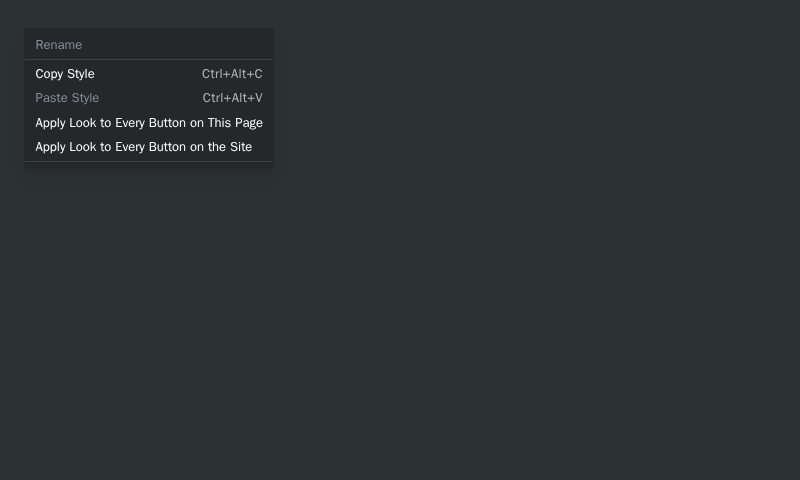 Rename
Copy Style Ctrl+Alt+C
Paste Style Ctrl+Alt+V
Apply Look to Every Button on This Page
Apply Look to Every Button on the Site